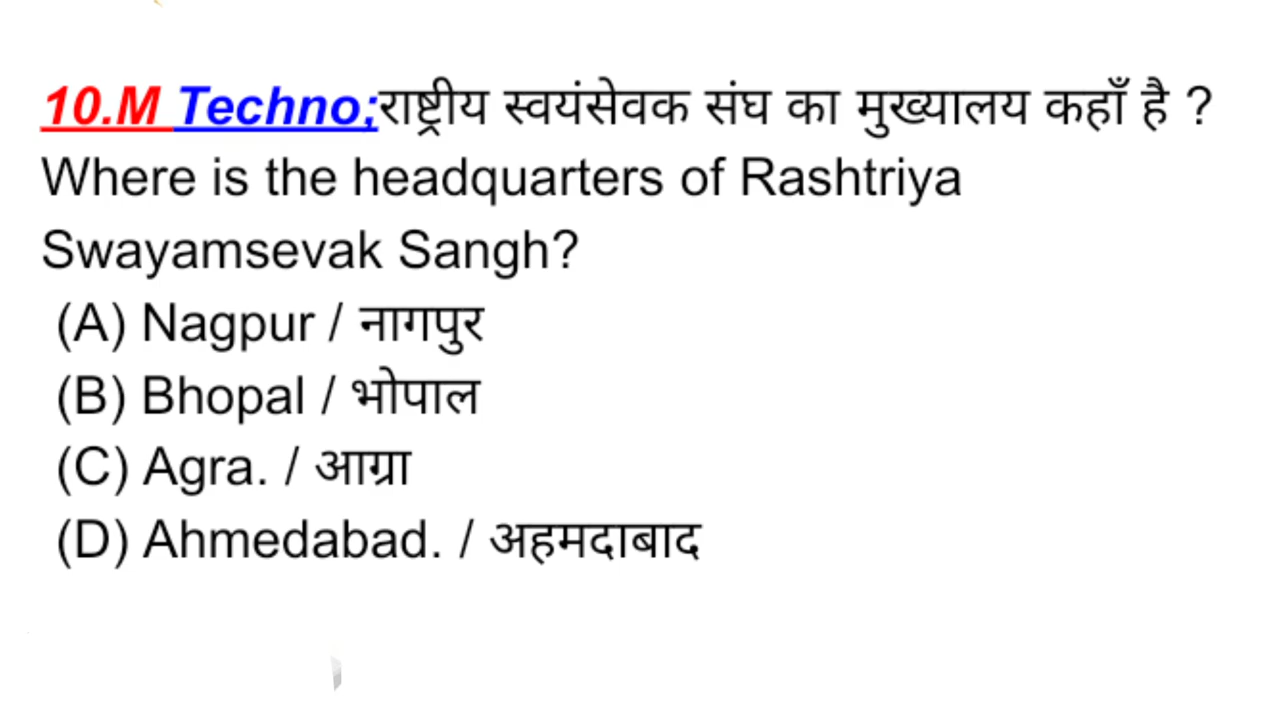 10.M Techno;राष्ट्रीय स्वयंसेवक संघ का मुख्यालय कहाँ है ?
Where is the headquarters of Rashtriya
Swayamsevak Sangh?
(A) Nagpur / नागपुर
(B) Bhopal / भोपाल
(C) Agra. / आग्रा
(D) Ahmedabad. / अहमदाबाद